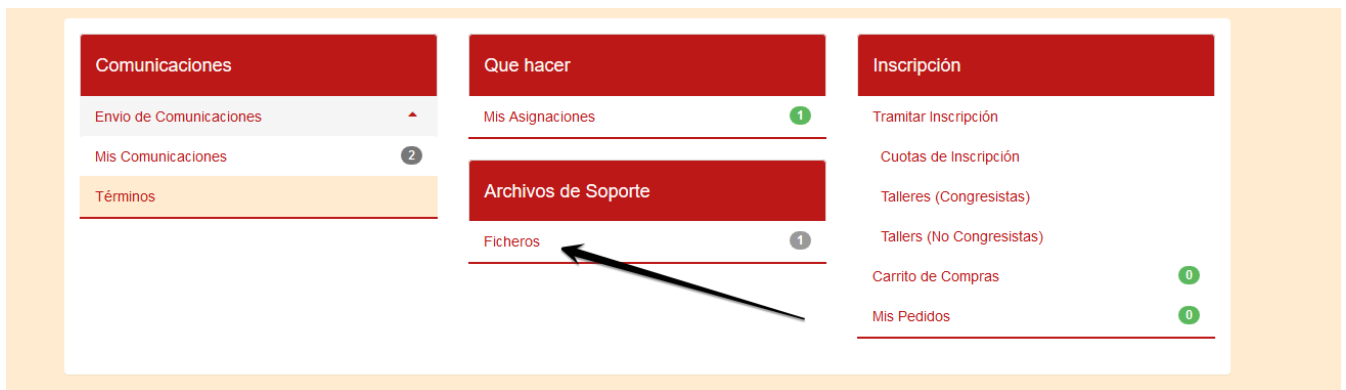 Comunicaciones
Envio de Comunicaciones
Mis Comunicaciones 2
Términos
Que hacer
Mis Asignaciones 1
Archivos de Soporte
Ficheros 1
Inscripción
Tramitar Inscripción
Cuotas de Inscripción
Talleres (Congresistas)
Tallers (No Congresistas)
Carrito de Compras 0
Mis Pedidos 0